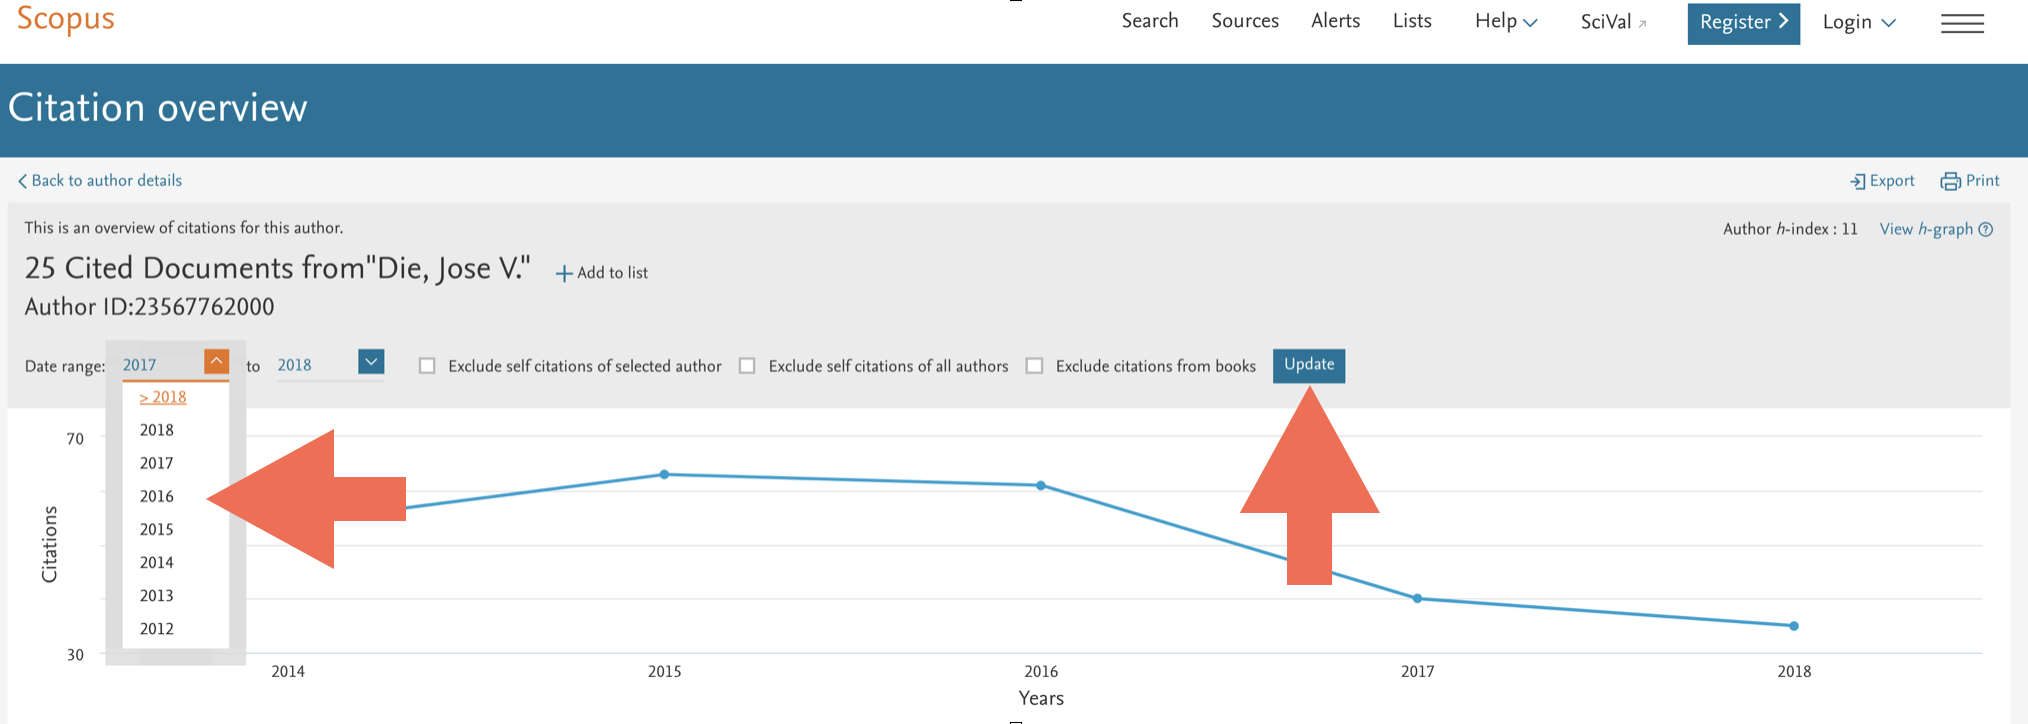 Scopus
Search Sources Alerts Lists Help SciVal Register Login
Citation overview
Back to author details Export Print
This is an overview of citations for this author. Author h-index : 11 View h-graph
25 Cited Documents from"Die, Jose V." Add to list
Author ID:23567762000
Date range: 2017 to 2018 Exclude self citations of selected author Exclude self citations of all authors Exclude citations from books Update
> 2018
2018
2017
2016
2015
2014
2013
2012
70
30
Citations
2014 2015 2016 2017 2018
Years